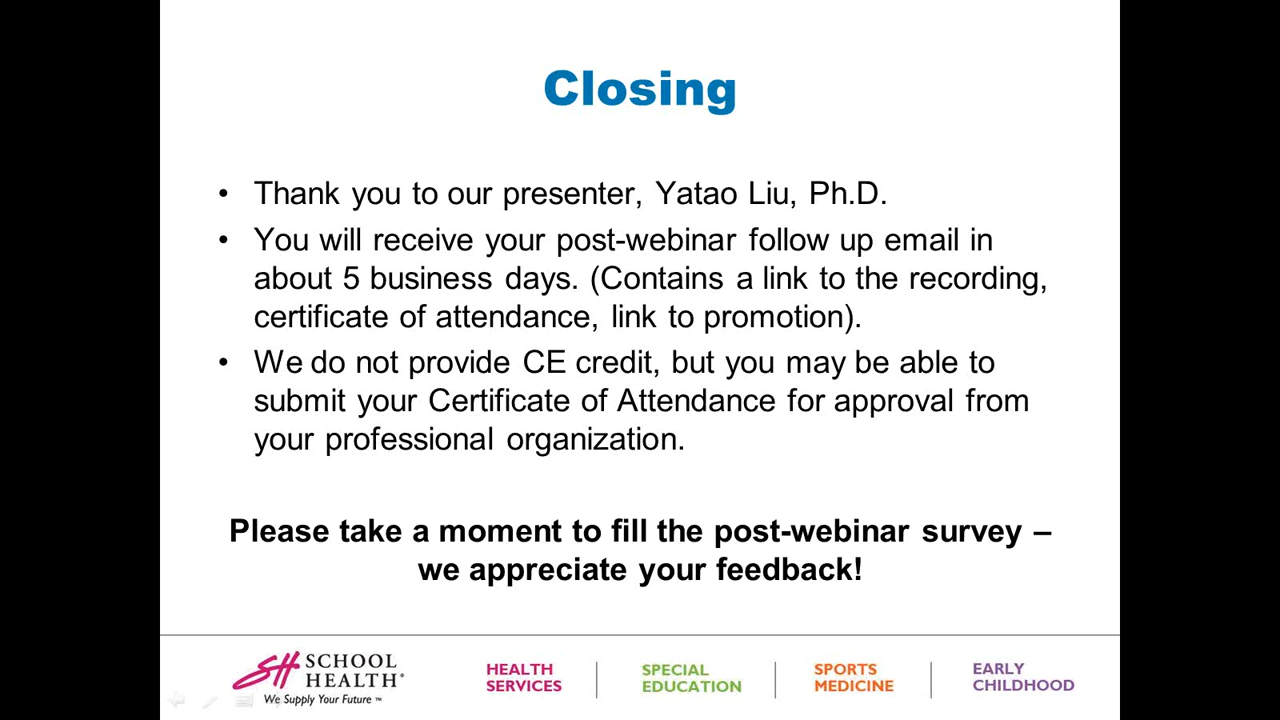 Closing
• Thank you to our presenter, Yatao Liu, Ph.D.
• You will receive your post-webinar follow up email in
about 5 business days. (Contains a link to the recording,
certificate of attendance, link to promotion).
• We do not provide CE credit, but you may be able to
submit your Certificate of Attendance for approval from
your professional organization.
Please take a moment to fill the post-webinar survey –
we appreciate your feedback!
SH SCHOOL HEALTH®
We Supply Your Future™
HEALTH SERVICES
SPECIAL EDUCATION
SPORTS MEDICINE
EARLY CHILDHOOD